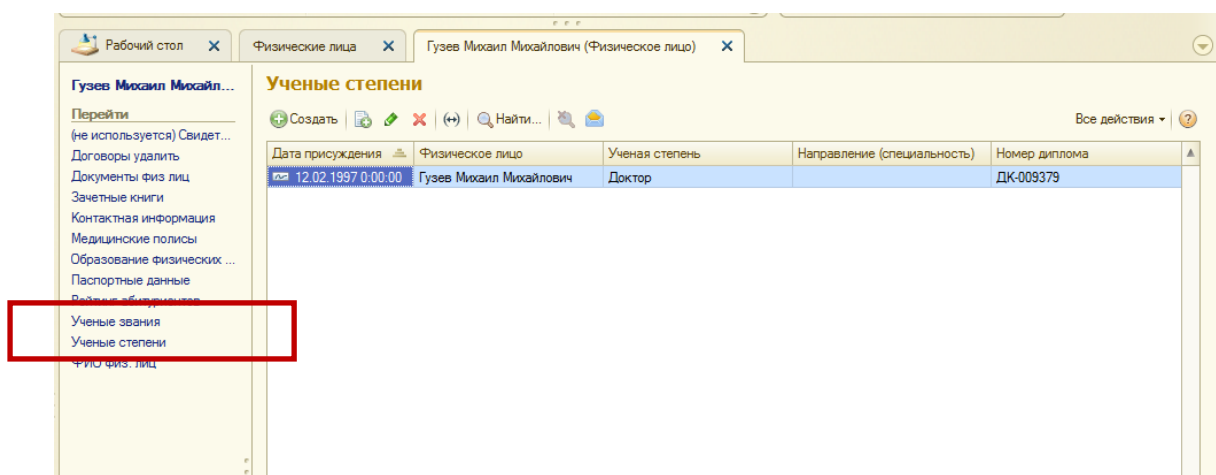 Рабочий стол
Физические лица
Гузев Михаил Михайлович (Физическое лицо)
Гузев Михаил Михайл...
Перейти
(не используется) Свидет...
Договоры удалить
Документы физ лиц
Зачетные книги
Контактная информация
Медицинские полисы
Образование физических ...
Паспортные данные
Рейтинг абитуриентов
Ученые звания
Ученые степени
ФИО физ. лиц
Ученые степени
Создать Найти... Все действия
Дата присуждения Физическое лицо Ученая степень Направление (специальность) Номер диплома
12.02.1997 0:00:00 Гузев Михаил Михайлович Доктор ДК-009379